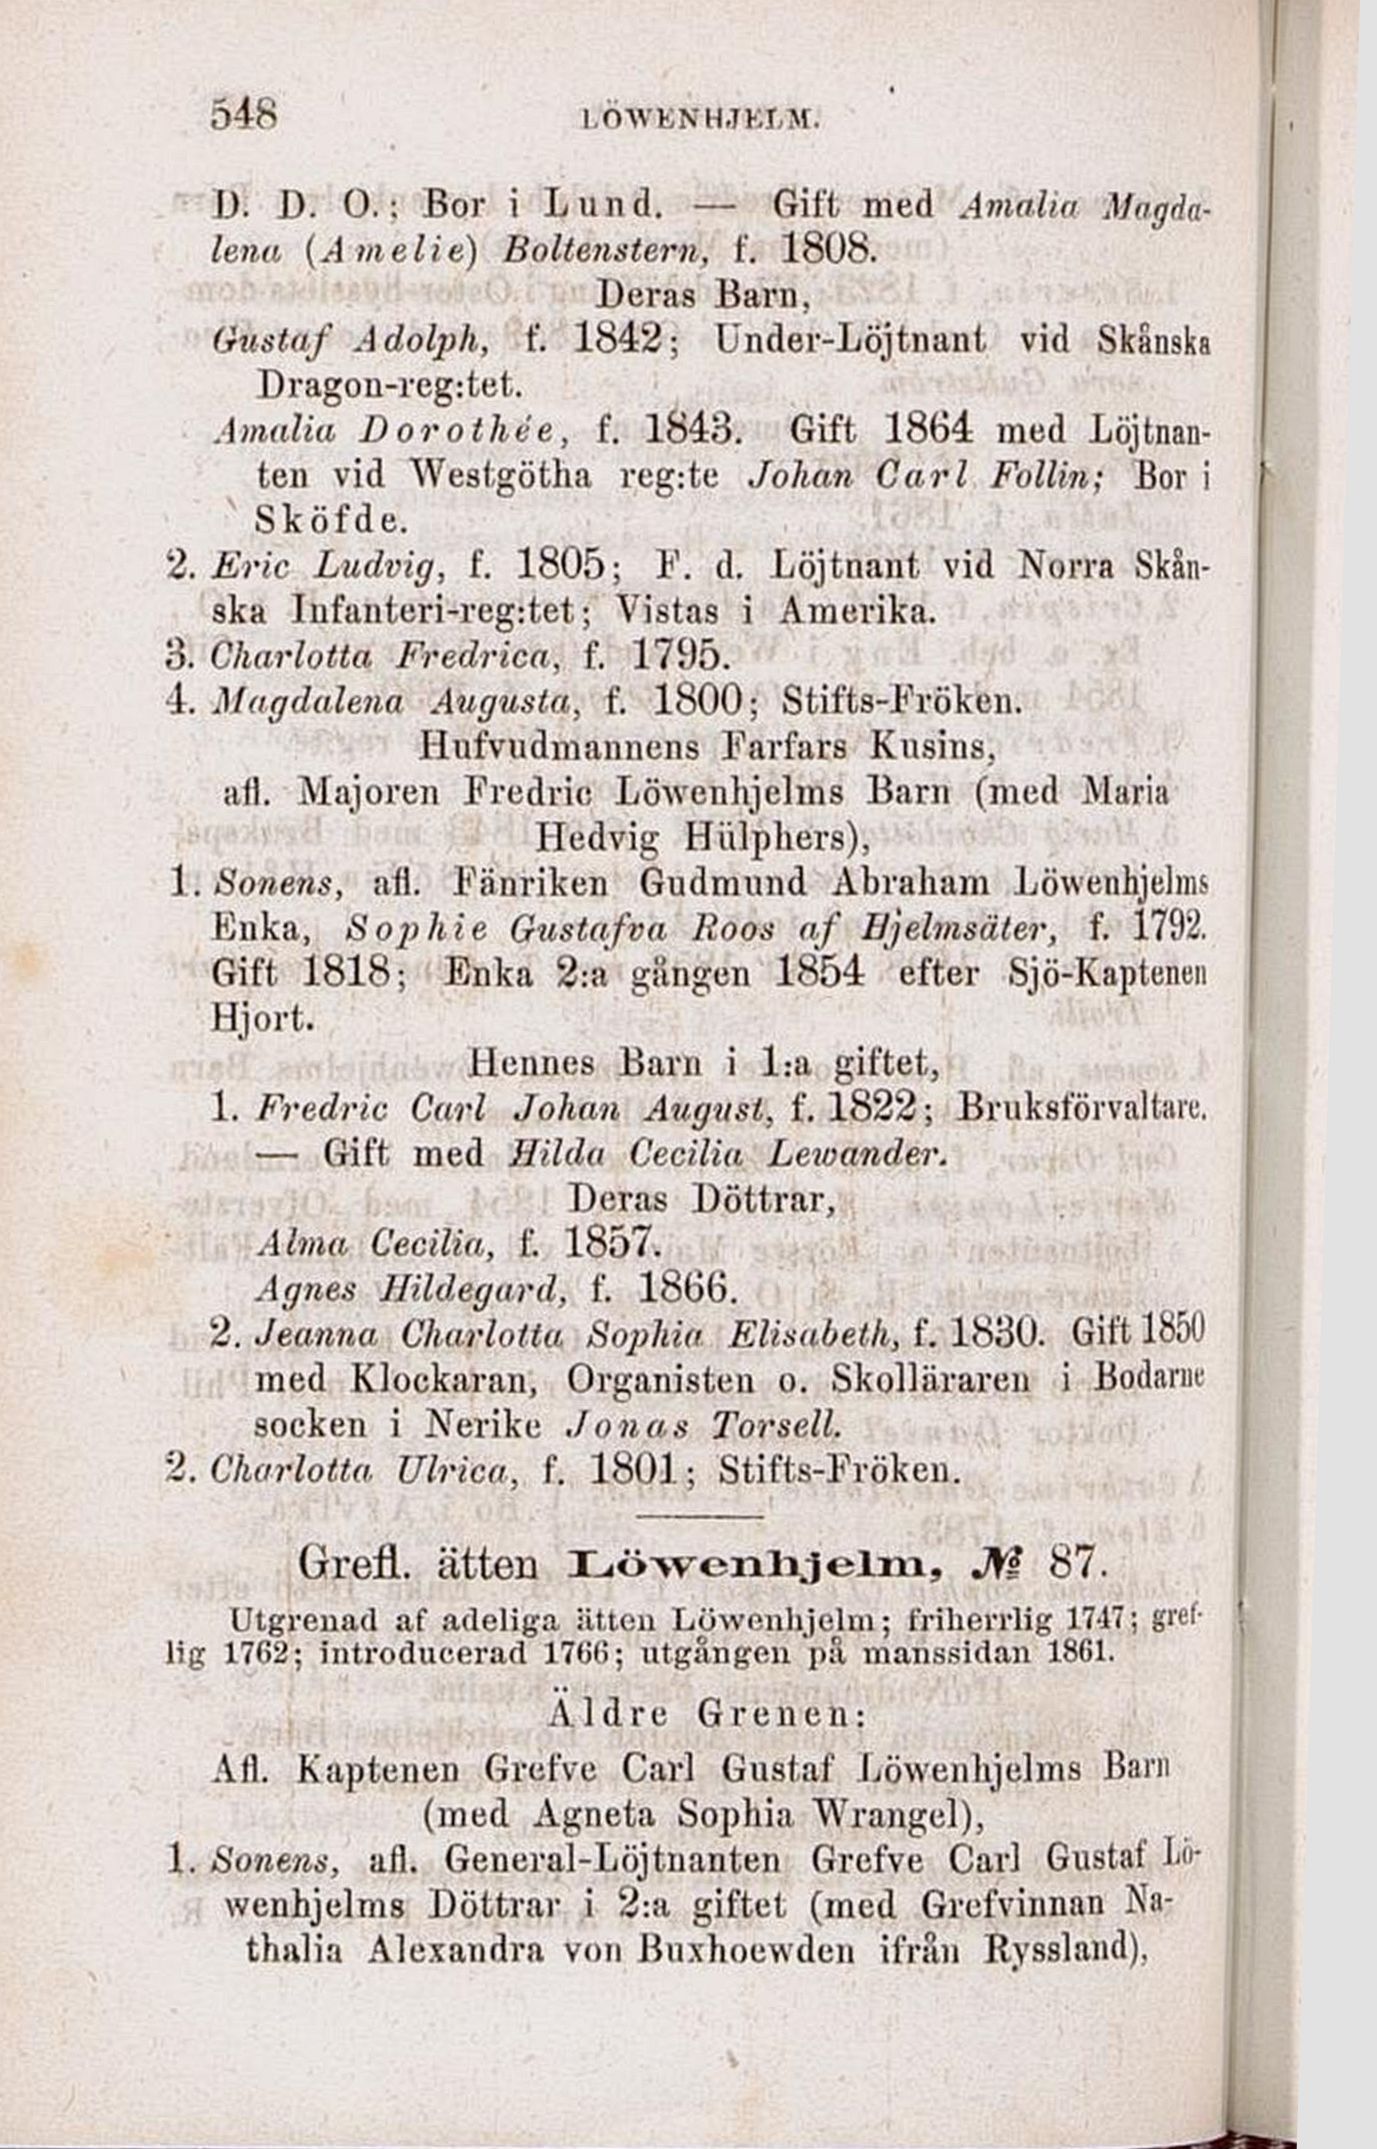 548 LÖWENHJELM.
D. D. O.; Bor i Lund. — Gift med Amalia Magda-
lena (Amelie) Boltenstern, f. 1808.
Deras Barn,
Gustaf Adolph, f. 1842; Under-Löjtnant vid Skånska
Dragon-reg:tet.
Amalia Dorothée, f. 1843. Gift 1864 med Löjtnan-
ten vid Westgötha reg:te Johan Carl Follin; Bor i
Sköfde.
2. Eric Ludvig, f. 1805; F. d. Löjtnant vid Norra Skån-
ska Infanteri-reg:tet; Vistas i Amerika.
3. Charlotta Fredrica, f. 1795.
4. Magdalena Augusta, f. 1800; Stifts-Fröken.
Hufvudmannens Farfars Kusins,
afl. Majoren Fredric Löwenhjelms Barn (med Maria
Hedvig Hülphers),
1. Sonens, afl. Fänriken Gudmund Abraham Löwenhjelms
Enka, Sophie Gustafva Roos af Hjelmsäter, f. 1792.
Gift 1818; Enka 2:a gången 1854 efter Sjö-Kaptenen
Hjort.
Hennes Barn i 1:a giftet,
1. Fredric Carl Johan August, f. 1822; Bruksförvaltare.
— Gift med Hilda Cecilia Lewander.
Deras Döttrar,
Alma Cecilia, f. 1857.
Agnes Hildegard, f. 1866.
2. Jeanna Charlotta Sophia Elisabeth, f. 1830. Gift 1850
med Klockaran, Organisten o. Skolläraren i Bodarne
socken i Nerike Jonas Torsell.
2. Charlotta Ulrica, f. 1801; Stifts-Fröken.
Grefl. ätten Löwenhjelm, № 87.
Utgrenad af adeliga ätten Löwenhjelm; friherrlig 1747; gref-
lig 1762; introducerad 1766; utgången på manssidan 1861.
Äldre Grenen:
Afl. Kaptenen Grefve Carl Gustaf Löwenhjelms Barn
(med Agneta Sophia Wrangel),
1. Sonens, afl. General-Löjtnanten Grefve Carl Gustaf Lö-
wenhjelms Döttrar i 2:a giftet (med Grefvinnan Na-
thalia Alexandra von Buxhoewden ifrån Ryssland),